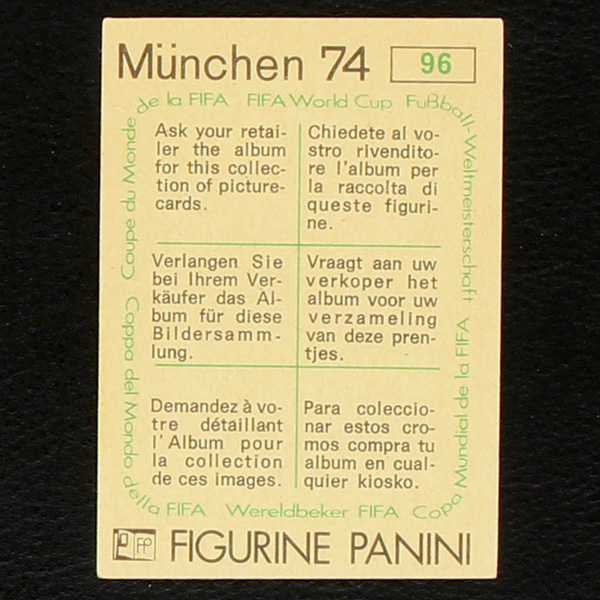 München 74
96
Coupe du Monde de la FIFA FIFA World Cup Fußball-Weltmeisterschaft
Ask your retai-
ler the album
for this collec-
tion of picture-
cards.
Chiedete al vo-
stro rivendito-
re l'album per
la raccolta di
queste figuri-
ne.
Verlangen Sie
bei Ihrem Ver-
käufer das Al-
bum für diese
Bildersamm-
lung.
Vraagt aan uw
verkoper het
album voor uw
verzameling
van deze pren-
tjes.
Demandez à vo-
tre détaillant
l'Album pour
la collection
de ces images.
Para coleccio-
nar estos cro-
mos compra tu
album en cual-
quier kiosko.
Coppa del Mondo della FIFA Wereldbeker FIFA Copa Mundial de la FIFA
FP
FIGURINE PANINI